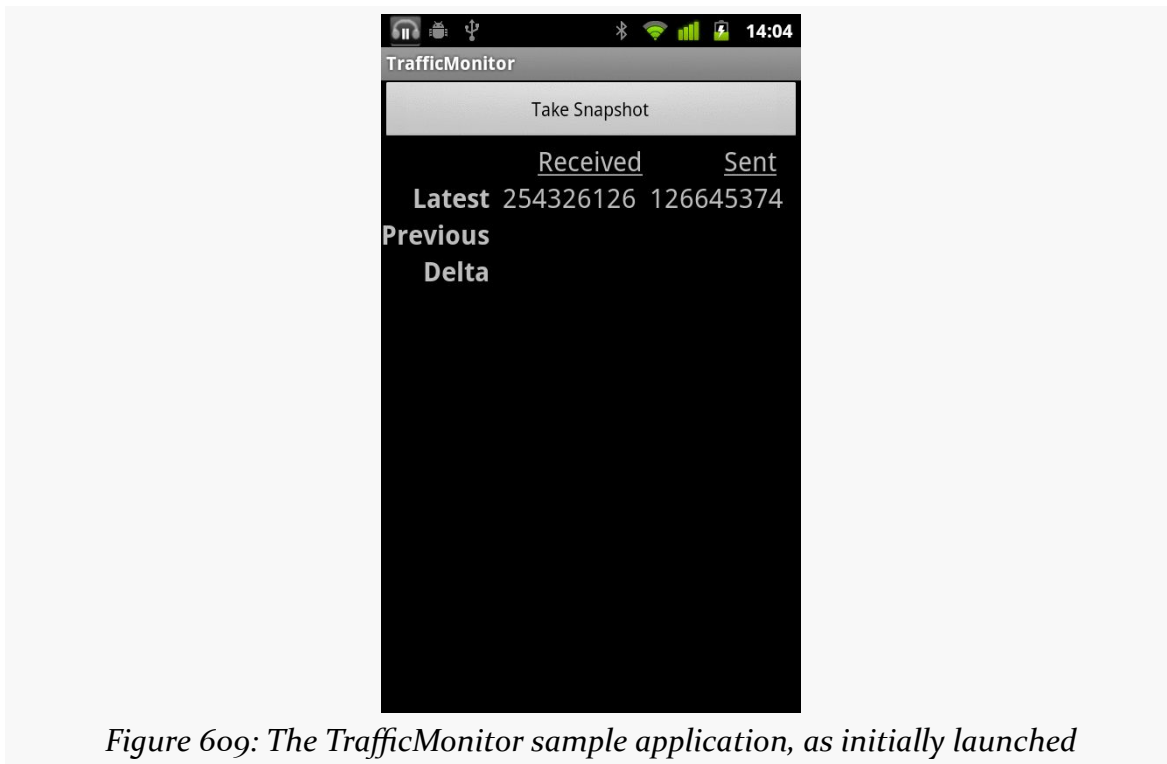 14:04
TrafficMonitor
Take Snapshot
Received Sent
Latest 254326126 126645374
Previous
Delta
Figure 609: The TrafficMonitor sample application, as initially launched